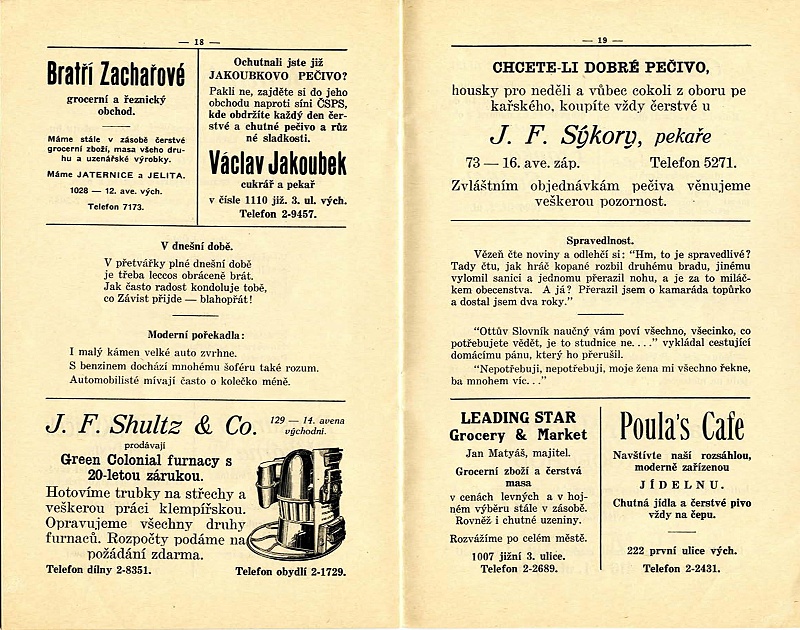 — 18 —
Bratří Zachařové
grocerní a řeznický
obchod.
Máme stále v zásobě čerstvé
grocerní zboží, masa všeho dru-
hu a uzenářské výrobky.
Máme JATERNICE a JELITA.
1028 — 12. ave. vých.
Telefon 7173.
Ochutnali jste již
JAKOUBKOVO PEČIVO?
Pakli ne, zajděte si do jeho
obchodu naproti síni ČSPS,
kde obdržíte každý den čer-
stvé a chutné pečivo a růz
né sladkosti.
Václav Jakoubek
cukrář a pekař
v čísle 1110 již. 3. ul. vých.
Telefon 2-9457.
V dnešní době.
V přetvářky plné dnešní době
je třeba leccos obráceně brát.
Jak často radost kondoluje tobě,
co Závist přijde — blahopřát!
Moderní pořekadla:
I malý kámen velké auto zvrhne.
S benzinem dochází mnohému šoféru také rozum.
Automobilisté mívají často o kolečko méně.
J. F. Shultz & Co.
129 — 14. avena
východní.
prodávají
Green Colonial furnacy s
20-letou zárukou.
Hotovíme trubky na střechy a
veškerou práci klempířskou.
Opravujeme všechny druhy
furnaců. Rozpočty podáme na
požádání zdarma.
Telefon dílny 2-8351.
Telefon obydlí 2-1729.
— 19 —
CHCETE-LI DOBRÉ PEČIVO,
housky pro neděli a vůbec cokoli z oboru pe
kařského, koupíte vždy čerstvé u
J. F. Sýkory, pekaře
73 — 16. ave. záp.
Telefon 5271.
Zvláštním objednávkám pečiva věnujeme
veškerou pozornost.
Spravedlnost.
Vězeň čte noviny a odlehčí si: “Hm, to je spravedlivé?
Tady čtu, jak hráč kopané rozbil druhému bradu, jinému
vylomil sanici a jednomu přerazil nohu, a je za to miláč-
kem obecenstva. A já? Přerazil jsem o kamaráda topůrko
a dostal jsem dva roky.”
“Ottův Slovník naučný vám poví všechno, všecinko, co
potřebujete vědět, je to studnice ne. . . .” vykládal cestující
domácímu pánu, který ho přerušil.
“Nepotřebuji, nepotřebuji, moje žena mi všechno řekne,
ba mnohem víc. . .”
LEADING STAR
Grocery & Market
Jan Matyáš, majitel.
Grocerní zboží a čerstvá
masa
v cenách levných a v hoj-
ném výběru stále v zásobě.
Rovněž i chutné uzeniny.
Rozvážíme po celém městě.
1007 jižní 3. ulice.
Telefon 2-2689.
Poula's Cafe
Navštivte naší rozsáhlou,
moderně zařízenou
JÍDELNU.
Chutná jídla a čerstvé pivo
vždy na čepu.
222 první ulice vých.
Telefon 2-2431.